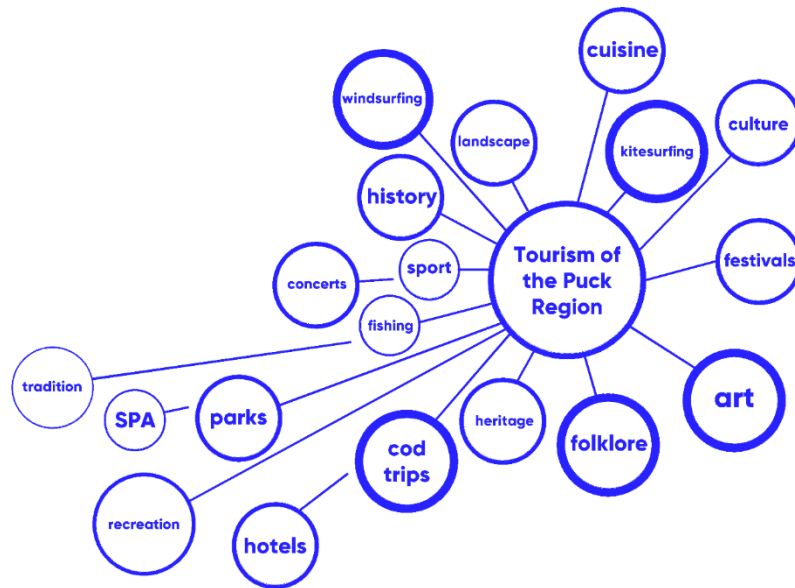 cuisine
windsurfing
culture
landscape
kitesurfing
history
Tourism of
the Puck
Region
festivals
sport
concerts
fishing
tradition
SPA
parks
art
heritage
folklore
cod
trips
recreation
hotels